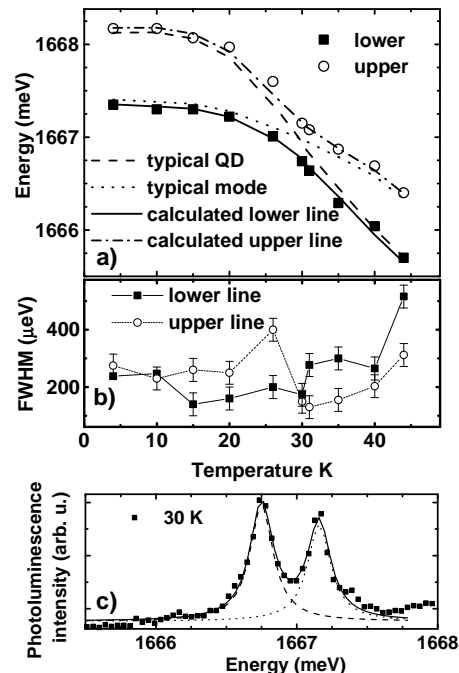 a)
1668
1667
1666
Energy (meV)
lower
upper
typical QD
typical mode
calculated lower line
calculated upper line
b)
400
200
FWHM (μeV)
lower line
upper line
0 10 20 30 40
Temperature K
c)
30 K
Photoluminescence
intensity (arb. u.)
1666 1667 1668
Energy (meV)